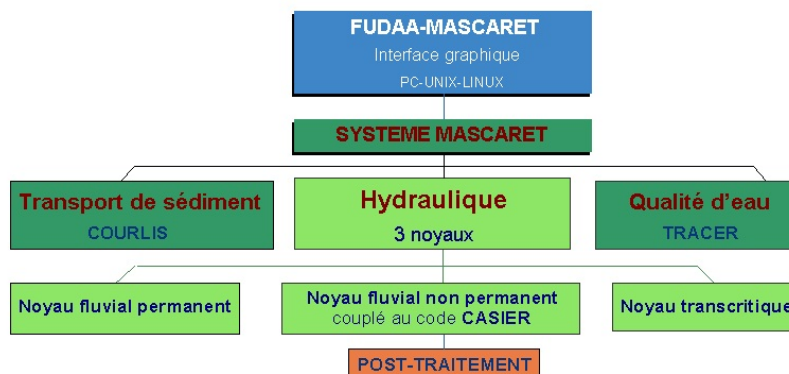 FUDAA-MASCARET
Interface graphique
PC-UNIX-LINUX
SYSTEME MASCARET
Transport de sédiment
COURLIS
Hydraulique
3 noyaux
Qualité d'eau
TRACER
Noyau fluvial permanent
Noyau fluvial non permanent
couplé au code CASIER
Noyau transcritique
POST-TRAITEMENT